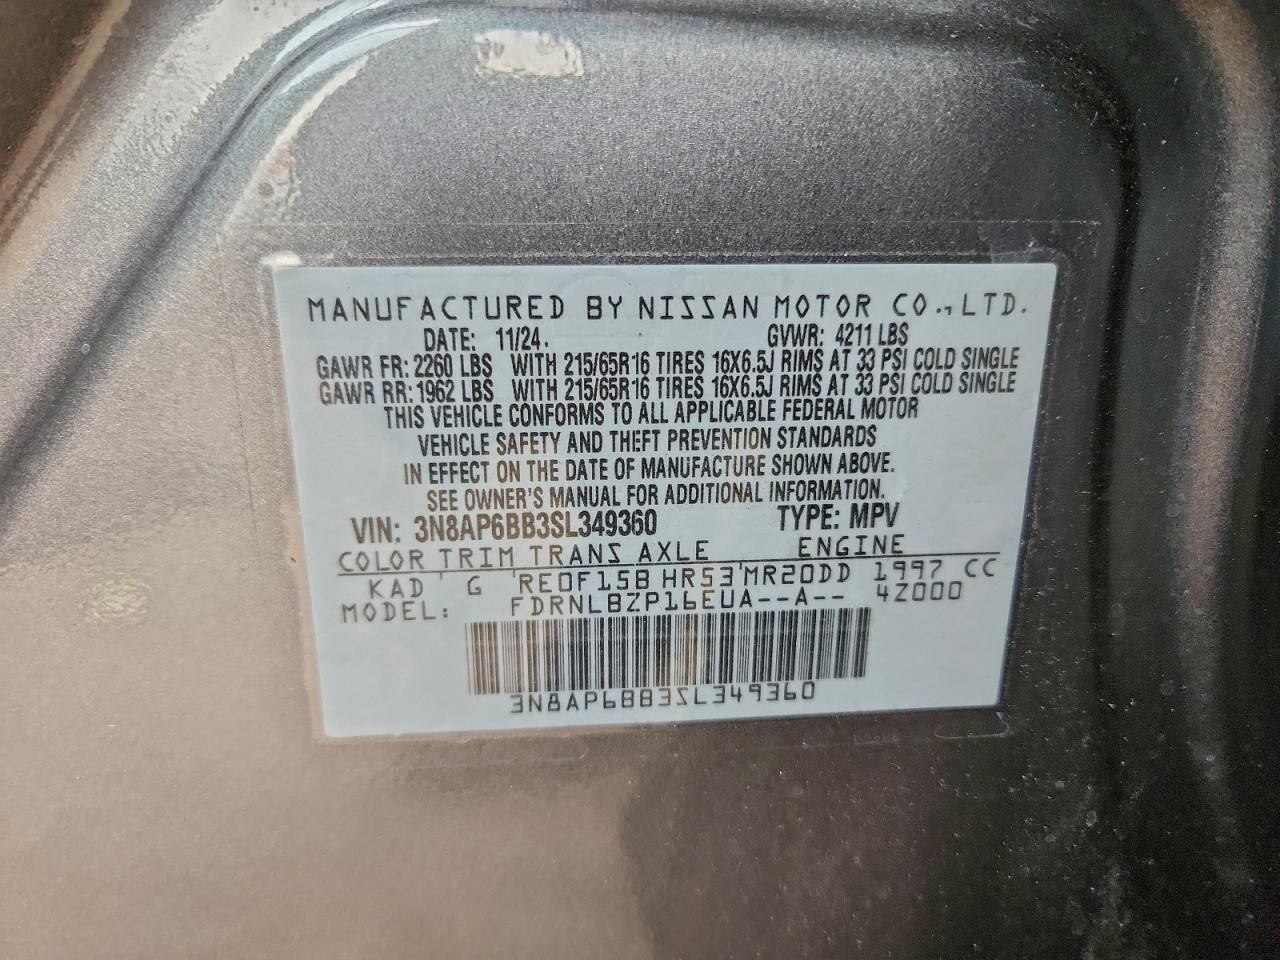 MANUFACTURED BY NISSAN MOTOR CO.,LTD.
DATE: 11/24. GVWR: 4211 LBS
GAWR FR: 2260 LBS WITH 215/65R16 TIRES 16X6.5J RIMS AT 33 PSI COLD SINGLE
GAWR RR: 1962 LBS WITH 215/65R16 TIRES 16X6.5J RIMS AT 33 PSI COLD SINGLE
THIS VEHICLE CONFORMS TO ALL APPLICABLE FEDERAL MOTOR
VEHICLE SAFETY AND THEFT PREVENTION STANDARDS
IN EFFECT ON THE DATE OF MANUFACTURE SHOWN ABOVE.
SEE OWNER'S MANUAL FOR ADDITIONAL INFORMATION.
VIN: 3N8AP6BB3SL349360 TYPE: MPV
COLOR TRIM TRANS AXLE ENGINE
KAD G RE0F15B HR53 MR20DD 1997 CC
MODEL: FDRNLBZP16EUA--A-- 4Z000
3N8AP6BB3SL349360